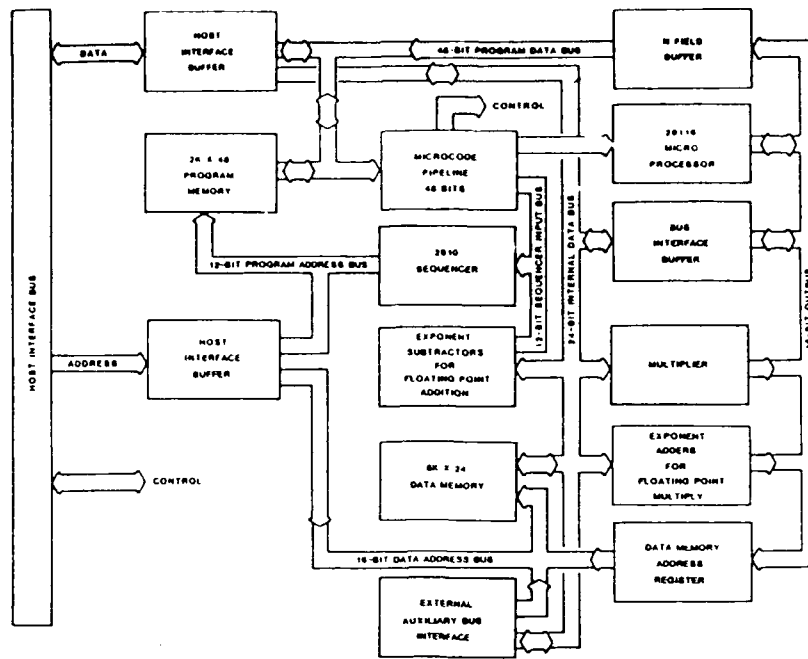 HOST INTERFACE BUS
DATA
HOST
INTERFACE
BUFFER
48-BIT PROGRAM DATA BUS
N FIELD
BUFFER
CONTROL
2K X 48
PROGRAM
MEMORY
MICROCODE
PIPELINE
48 BITS
29116
MICRO
PROCESSOR
12-BIT PROGRAM ADDRESS BUS
2910
SEQUENCER
12-BIT SEQUENCER INPUT BUS
24-BIT INTERNAL DATA BUS
BUS
INTERFACE
BUFFER
ADDRESS
HOST
INTERFACE
BUFFER
EXPONENT
SUBTRACTORS
FOR
FLOATING POINT
ADDITION
MULTIPLIER
CONTROL
24
DATA MEMORY
EXPONENT
ADDERS
FOR
FLOATING POINT
MULTIPLY
16-BIT DATA ADDRESS BUS
DATA MEMORY
ADDRESS
REGISTER
EXTERNAL
AUXILIARY BUS
INTERFACE